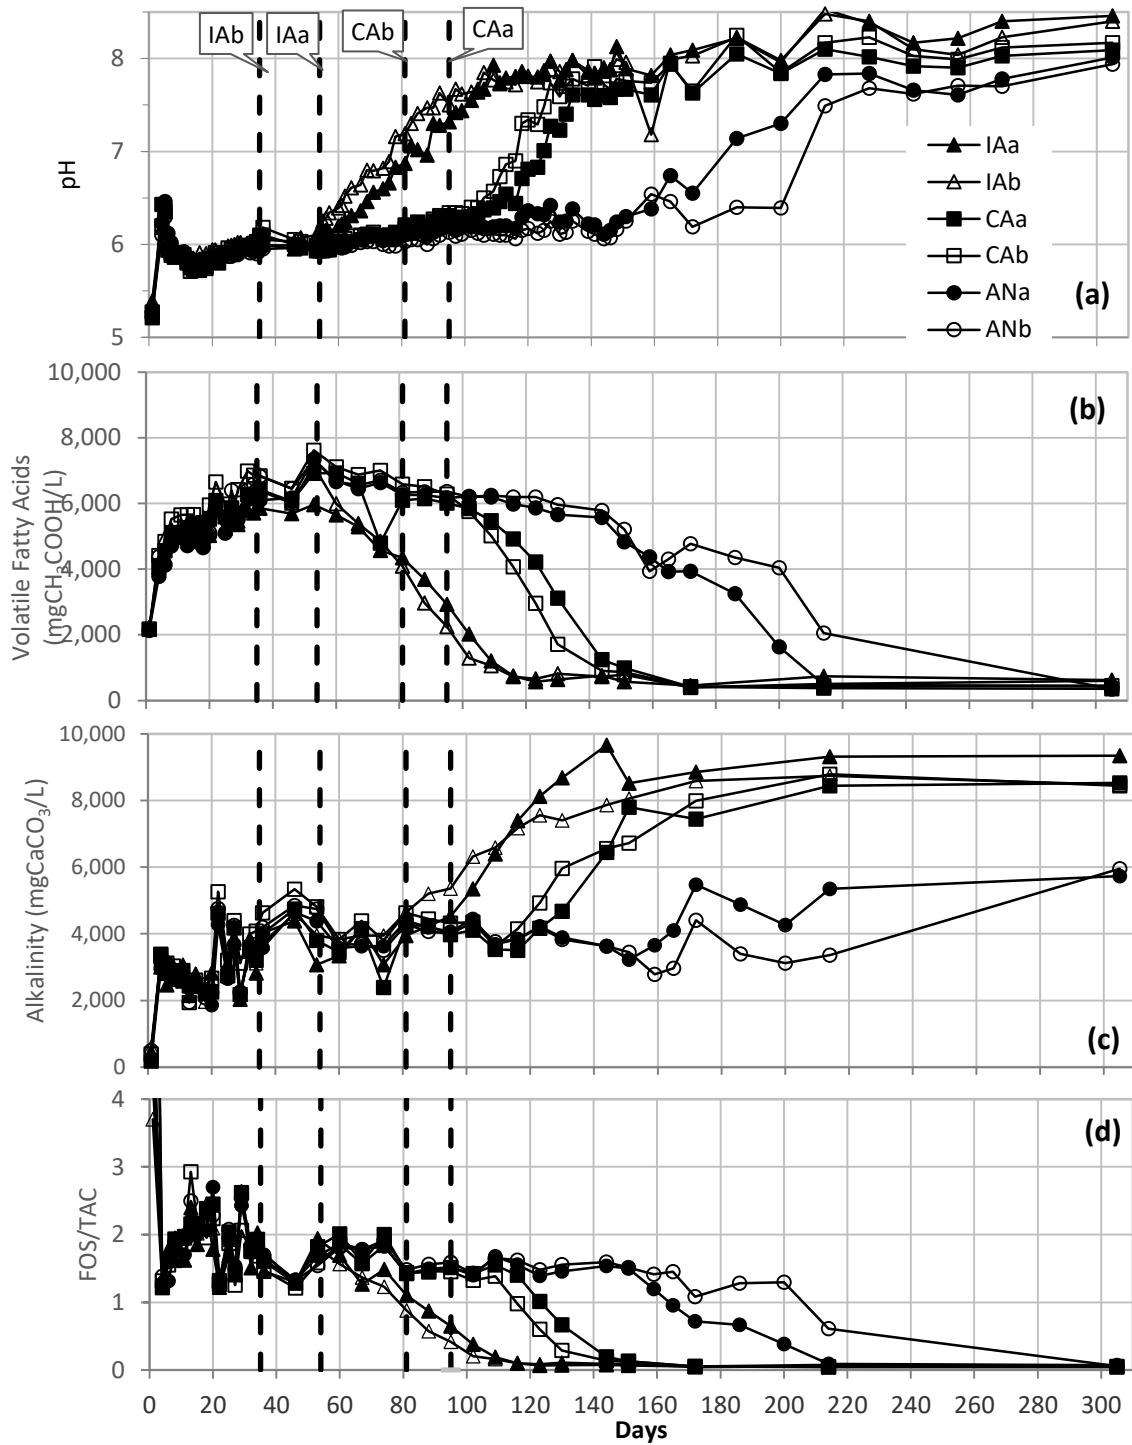 IAb
IAa
CAb
CAa
8
7
6
5
pH
IAa
IAb
CAa
CAb
ANa
ANb
(a)
10,000
8,000
6,000
4,000
2,000
0
Volatile Fatty Acids
(mgCH3COOH/L)
(b)
10,000
8,000
6,000
4,000
2,000
0
Alkalinity (mgCaCO3/L)
(c)
4
3
2
1
0
FOS/TAC
(d)
0 20 40 60 80 100 120 140 160 180 200 220 240 260 280 300
Days